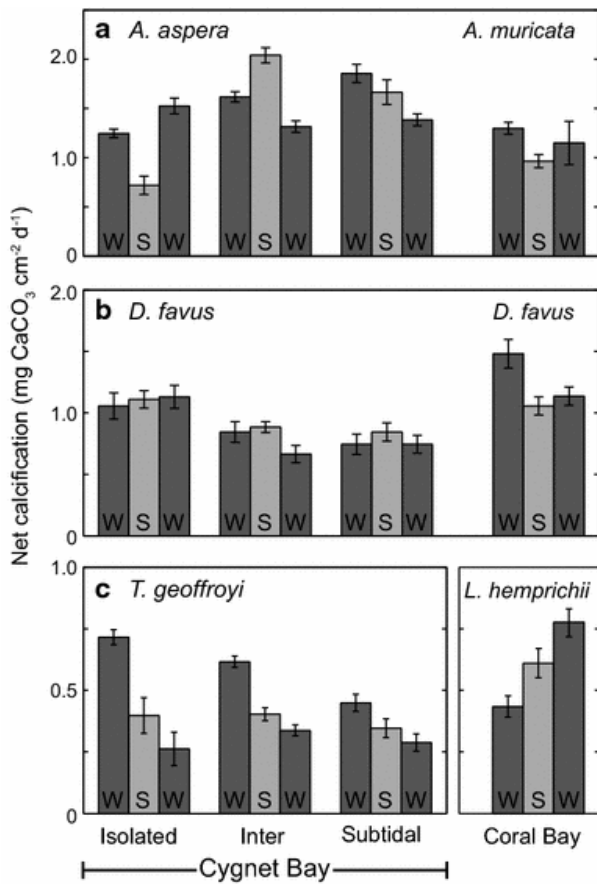 a A. aspera A. muricata
2.0
1.0
0
W S W W S W W S W W S W
b D. favus D. favus
2.0
1.0
0
W S W W S W W S W W S W
c T. geoffroyi L. hemprichii
1.0
0.5
0
W S W W S W W S W W S W
Net calcification (mg CaCO₃ cm⁻² d⁻¹)
Isolated Inter Subtidal Coral Bay
Cygnet Bay